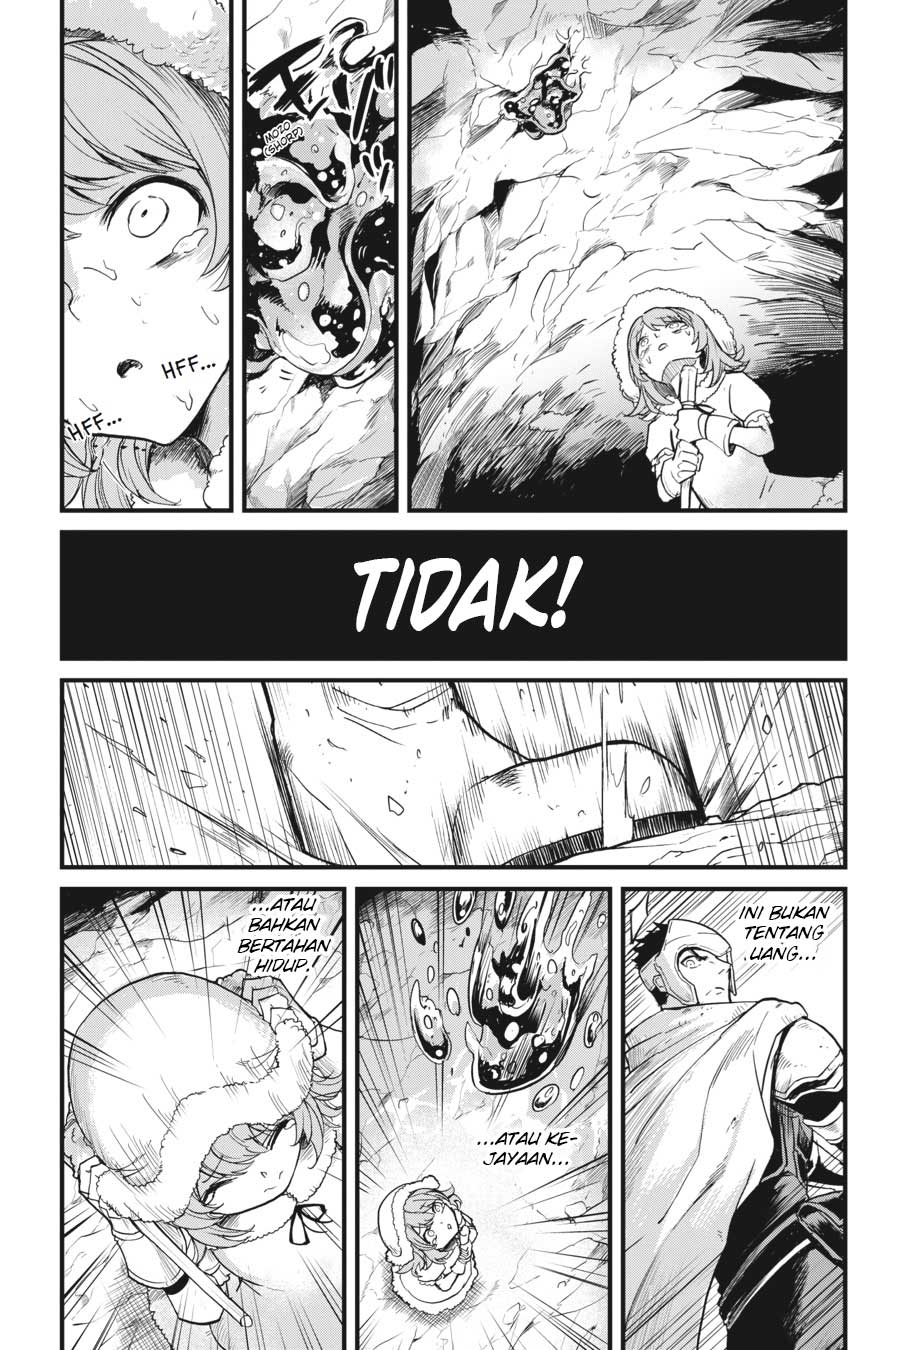 MOZO
(SHORP)
HFF...
HFF...
TIDAK!
INI BUKAN
TENTANG
UANG...
...ATAU KE-
JAYAAN...
...ATAU
BAHKAN
BERTAHAN
HIDUP.